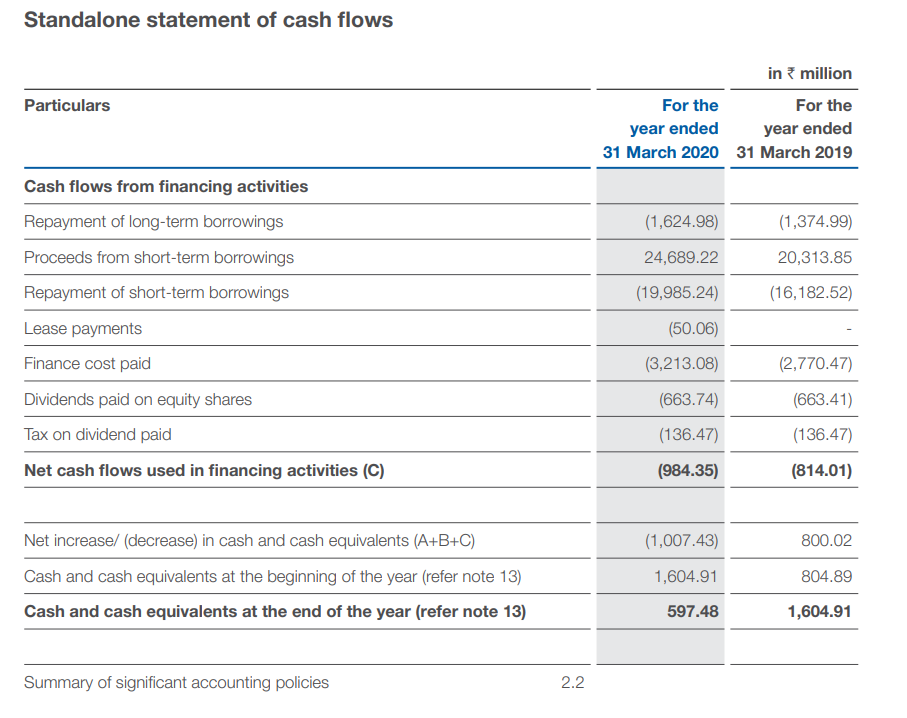 Standalone statement of cash flows
in ₹ million
Particulars For the year ended 31 March 2020 For the year ended 31 March 2019
Cash flows from financing activities
Repayment of long-term borrowings (1,624.98) (1,374.99)
Proceeds from short-term borrowings 24,689.22 20,313.85
Repayment of short-term borrowings (19,985.24) (16,182.52)
Lease payments (50.06) -
Finance cost paid (3,213.08) (2,770.47)
Dividends paid on equity shares (663.74) (663.41)
Tax on dividend paid (136.47) (136.47)
Net cash flows used in financing activities (C) (984.35) (814.01)
Net increase/ (decrease) in cash and cash equivalents (A+B+C) (1,007.43) 800.02
Cash and cash equivalents at the beginning of the year (refer note 13) 1,604.91 804.89
Cash and cash equivalents at the end of the year (refer note 13) 597.48 1,604.91
Summary of significant accounting policies 2.2